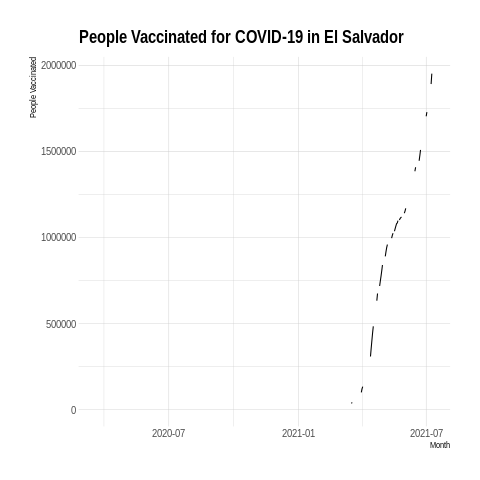 People Vaccinated for COVID-19 in El Salvador
People Vaccinated
2000000
1500000
1000000
500000
0
2020-07
2021-01
2021-07
Month